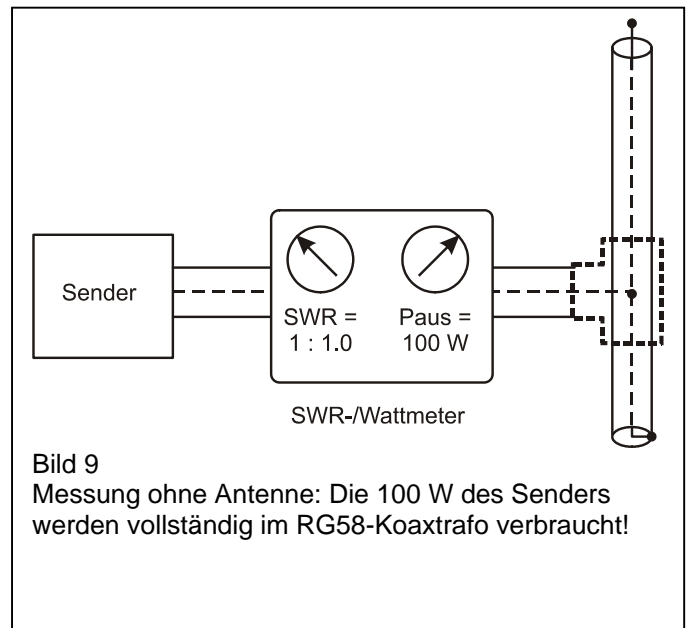 Sender
SWR =
1 : 1.0
Paus =
100 W
SWR-/Wattmeter
Bild 9
Messung ohne Antenne: Die 100 W des Senders
werden vollständig im RG58-Koaxtrafo verbraucht!